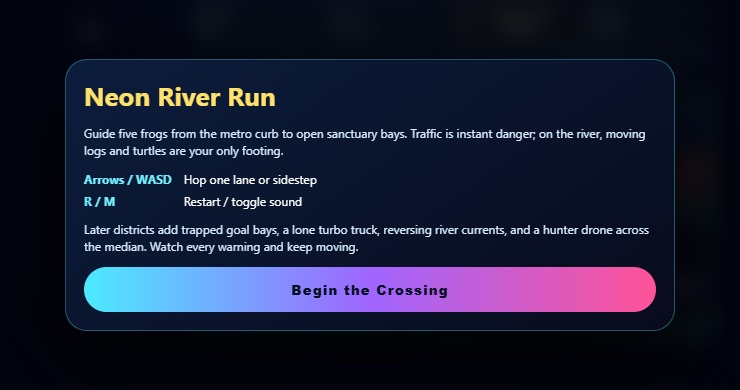 Neon River Run
Guide five frogs from the metro curb to open sanctuary bays. Traffic is instant danger; on the river, moving
logs and turtles are your only footing.
Arrows / WASD Hop one lane or sidestep
R / M Restart / toggle sound
Later districts add trapped goal bays, a lone turbo truck, reversing river currents, and a hunter drone across
the median. Watch every warning and keep moving.
Begin the Crossing